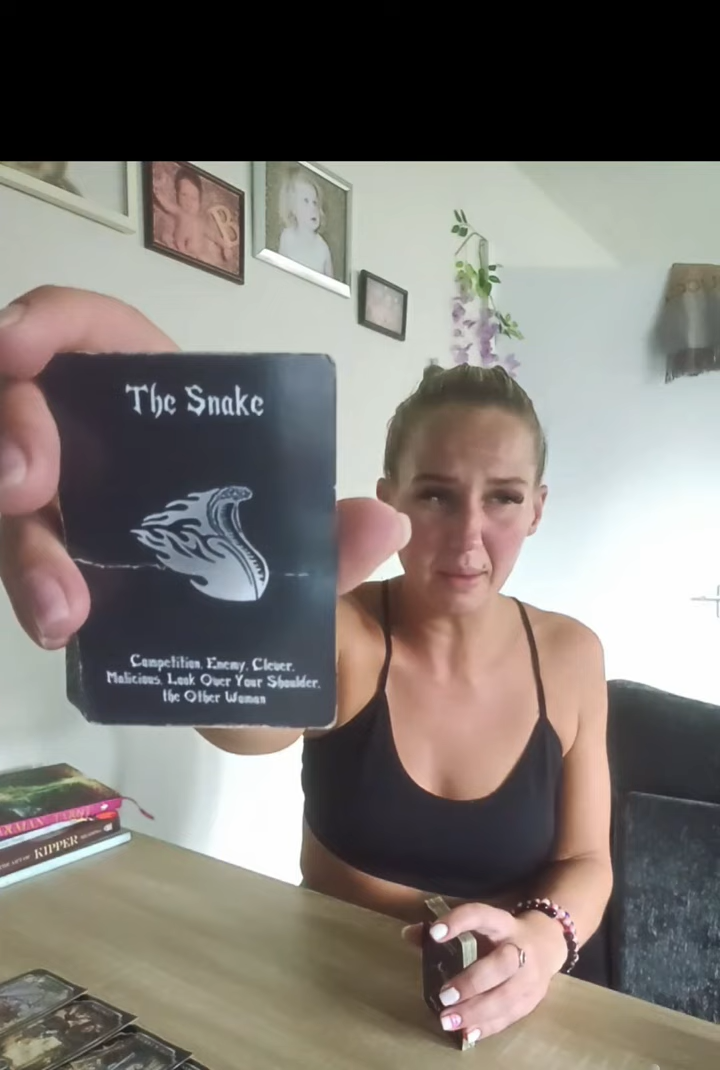 B
The Snake
Competition, Enemy, Clever,
Malicious, Look Over Your Shoulder,
the Other Woman
KIPPER